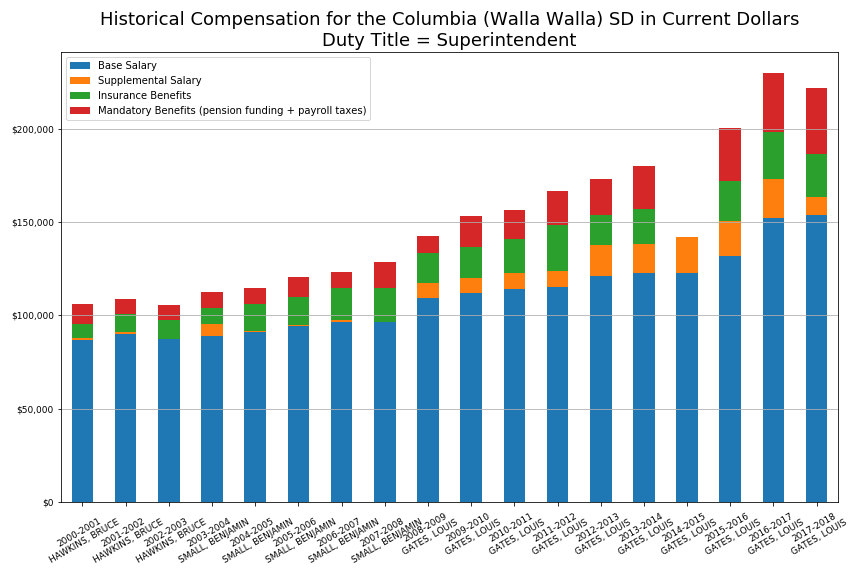 Historical Compensation for the Columbia (Walla Walla) SD in Current Dollars
Duty Title = Superintendent
Base Salary
Supplemental Salary
Insurance Benefits
Mandatory Benefits (pension funding + payroll taxes)
$200,000
$150,000
$100,000
$50,000
$0
2000-2001
HAWKINS, BRUCE
2001-2002
HAWKINS, BRUCE
2002-2003
HAWKINS, BRUCE
2003-2004
SMALL, BENJAMIN
2004-2005
SMALL, BENJAMIN
2005-2006
SMALL, BENJAMIN
2006-2007
SMALL, BENJAMIN
2007-2008
SMALL, BENJAMIN
2008-2009
GATES, LOUIS
2009-2010
GATES, LOUIS
2010-2011
GATES, LOUIS
2011-2012
GATES, LOUIS
2012-2013
GATES, LOUIS
2013-2014
GATES, LOUIS
2014-2015
GATES, LOUIS
2015-2016
GATES, LOUIS
2016-2017
GATES, LOUIS
2017-2018
GATES, LOUIS